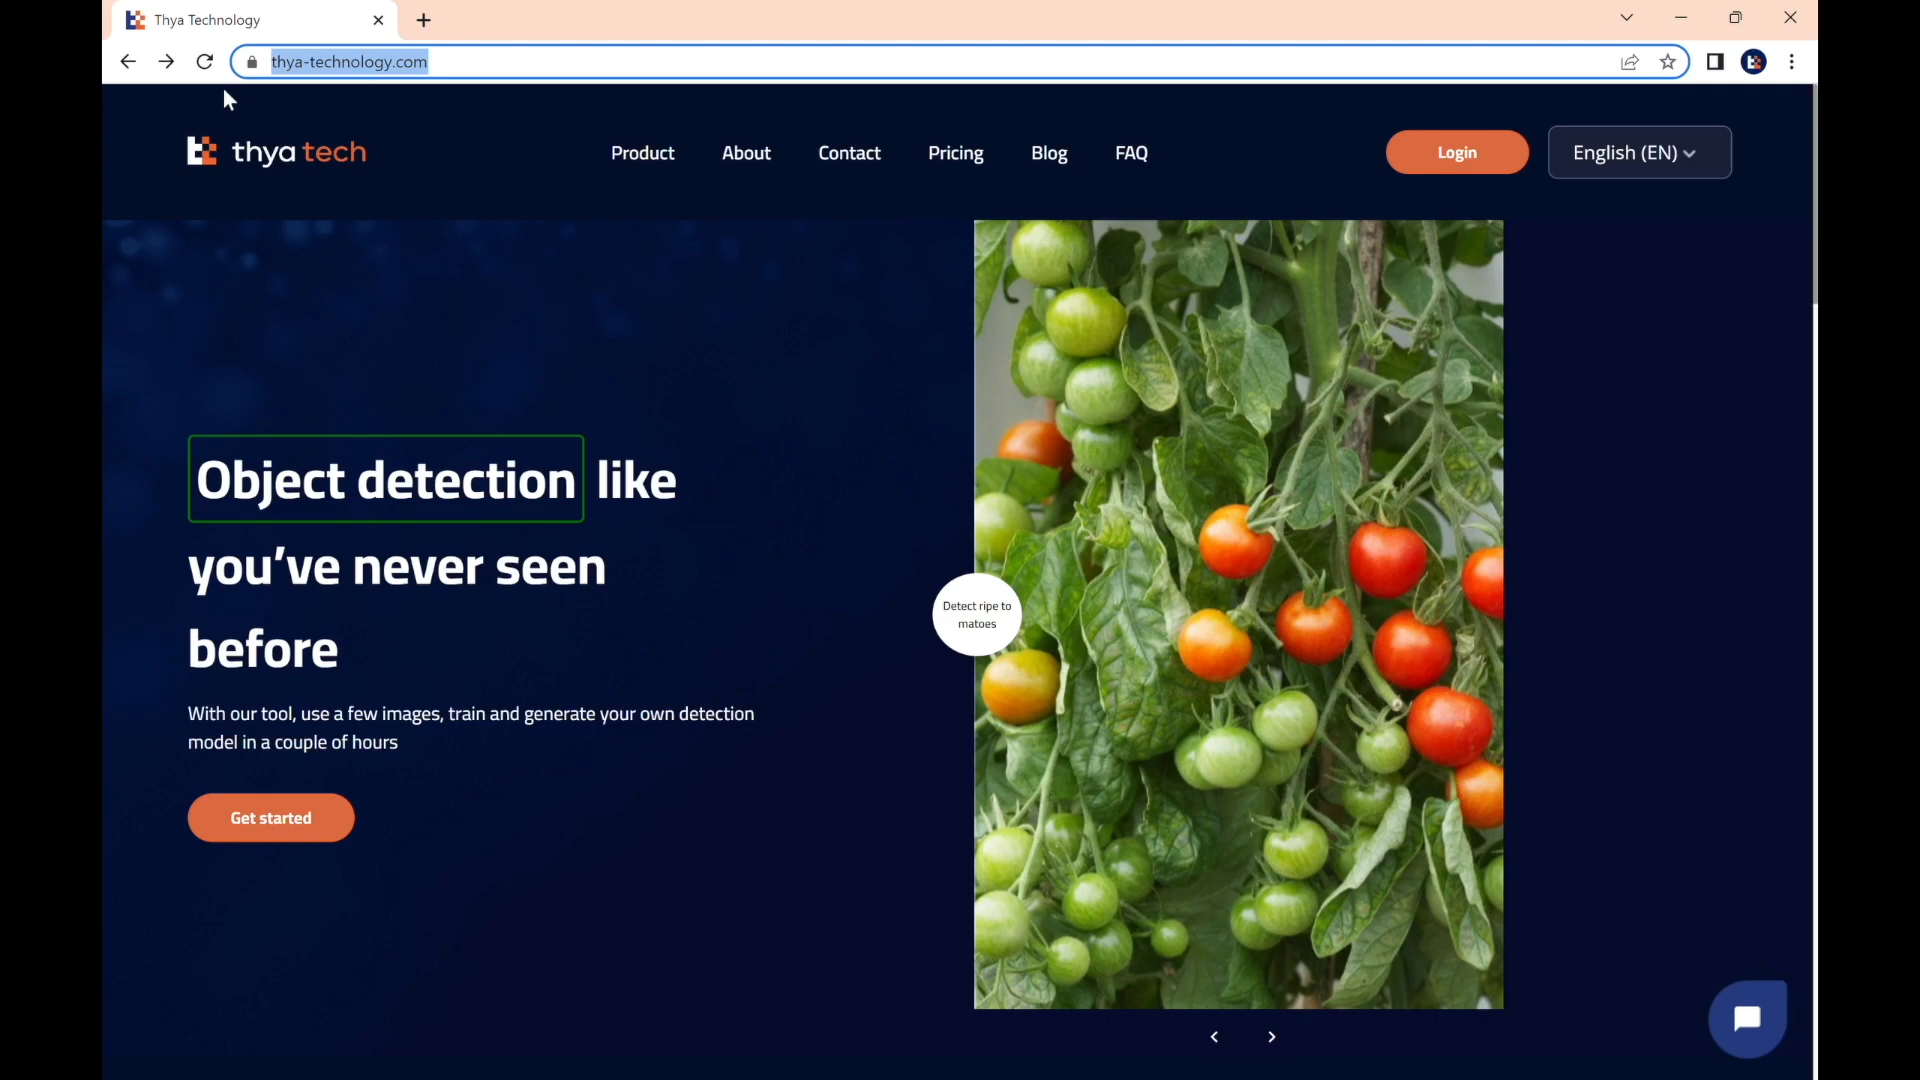 Thya Technology
thya-technology.com
thya tech
Product
About
Contact
Pricing
Blog
FAQ
Login
English (EN)
Object detection like
you’ve never seen
before
With our tool, use a few images, train and generate your own detection
model in a couple of hours
Get started
Detect ripe to
matoes